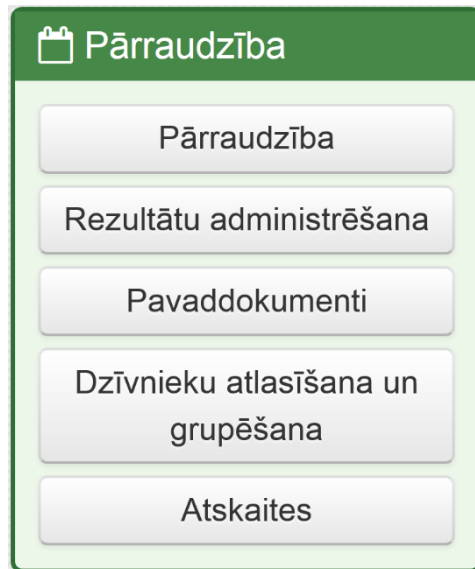 Pārraudzība
Pārraudzība
Rezultātu administrēšana
Pavaddokumenti
Dzīvnieku atlasīšana un
grupēšana
Atskaites